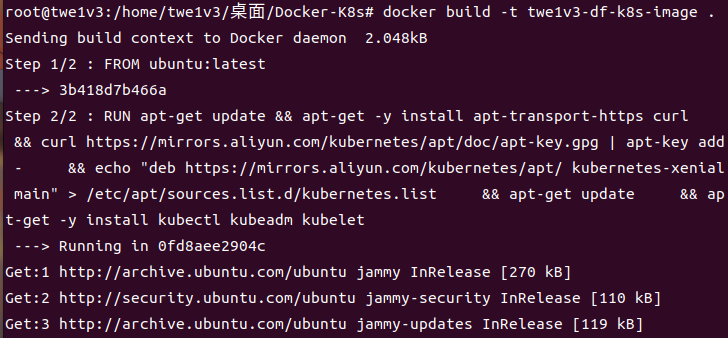 root@twe1v3:/home/twe1v3/桌面/Docker-K8s# docker build -t twe1v3-df-k8s-image .
Sending build context to Docker daemon  2.048kB
Step 1/2 : FROM ubuntu:latest
 ---> 3b418d7b466a
Step 2/2 : RUN apt-get update && apt-get -y install apt-transport-https curl
 && curl https://mirrors.aliyun.com/kubernetes/apt/doc/apt-key.gpg | apt-key add
 -     && echo "deb https://mirrors.aliyun.com/kubernetes/apt/ kubernetes-xenial
 main" > /etc/apt/sources.list.d/kubernetes.list     && apt-get update     && ap
t-get -y install kubectl kubeadm kubelet
 ---> Running in 0fd8aee2904c
Get:1 http://archive.ubuntu.com/ubuntu jammy InRelease [270 kB]
Get:2 http://security.ubuntu.com/ubuntu jammy-security InRelease [110 kB]
Get:3 http://archive.ubuntu.com/ubuntu jammy-updates InRelease [119 kB]